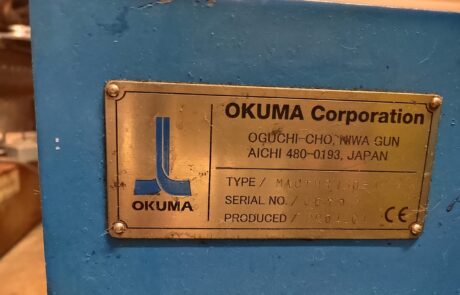 OKUMA Corporation
OGUCHI-CHO, NIWA GUN
AICHI 480-0193, JAPAN
OKUMA
TYPE /
SERIAL NO. /
PRODUCED /
CE